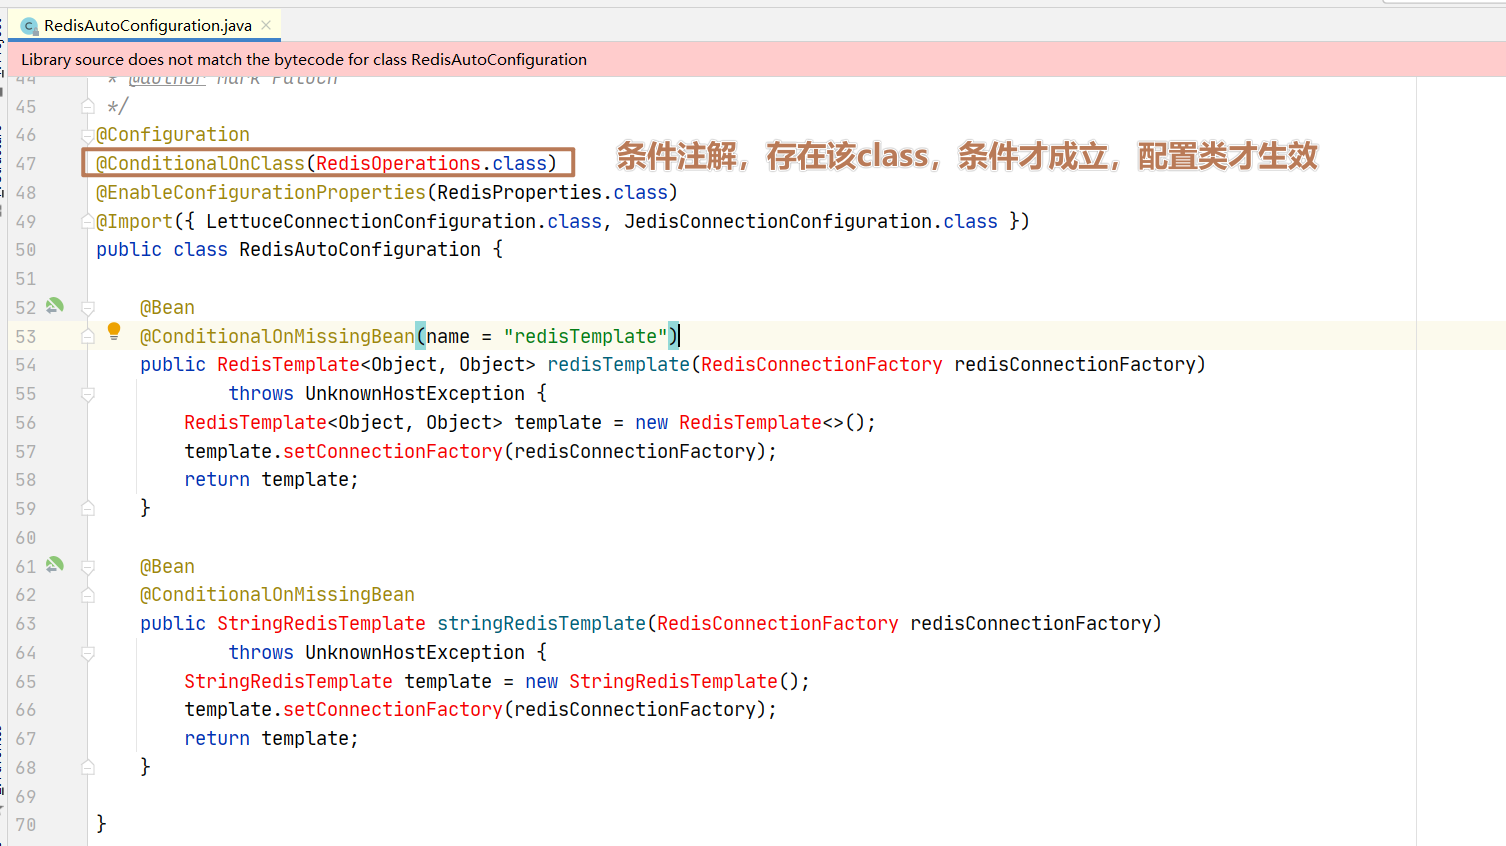 RedisAutoConfiguration.java
Library source does not match the bytecode for class RedisAutoConfiguration
44 * @author Mark Paluch
45 */
46 @Configuration
47 @ConditionalOnClass(RedisOperations.class) 条件注解，存在该class，条件才成立，配置类才生效
48 @EnableConfigurationProperties(RedisProperties.class)
49 @Import({ LettuceConnectionConfiguration.class, JedisConnectionConfiguration.class })
50 public class RedisAutoConfiguration {
51
52 @Bean
53 @ConditionalOnMissingBean(name = "redisTemplate")
54 public RedisTemplate<Object, Object> redisTemplate(RedisConnectionFactory redisConnectionFactory)
55 throws UnknownHostException {
56 RedisTemplate<Object, Object> template = new RedisTemplate<>();
57 template.setConnectionFactory(redisConnectionFactory);
58 return template;
59 }
60
61 @Bean
62 @ConditionalOnMissingBean
63 public StringRedisTemplate stringRedisTemplate(RedisConnectionFactory redisConnectionFactory)
64 throws UnknownHostException {
65 StringRedisTemplate template = new StringRedisTemplate();
66 template.setConnectionFactory(redisConnectionFactory);
67 return template;
68 }
69
70 }